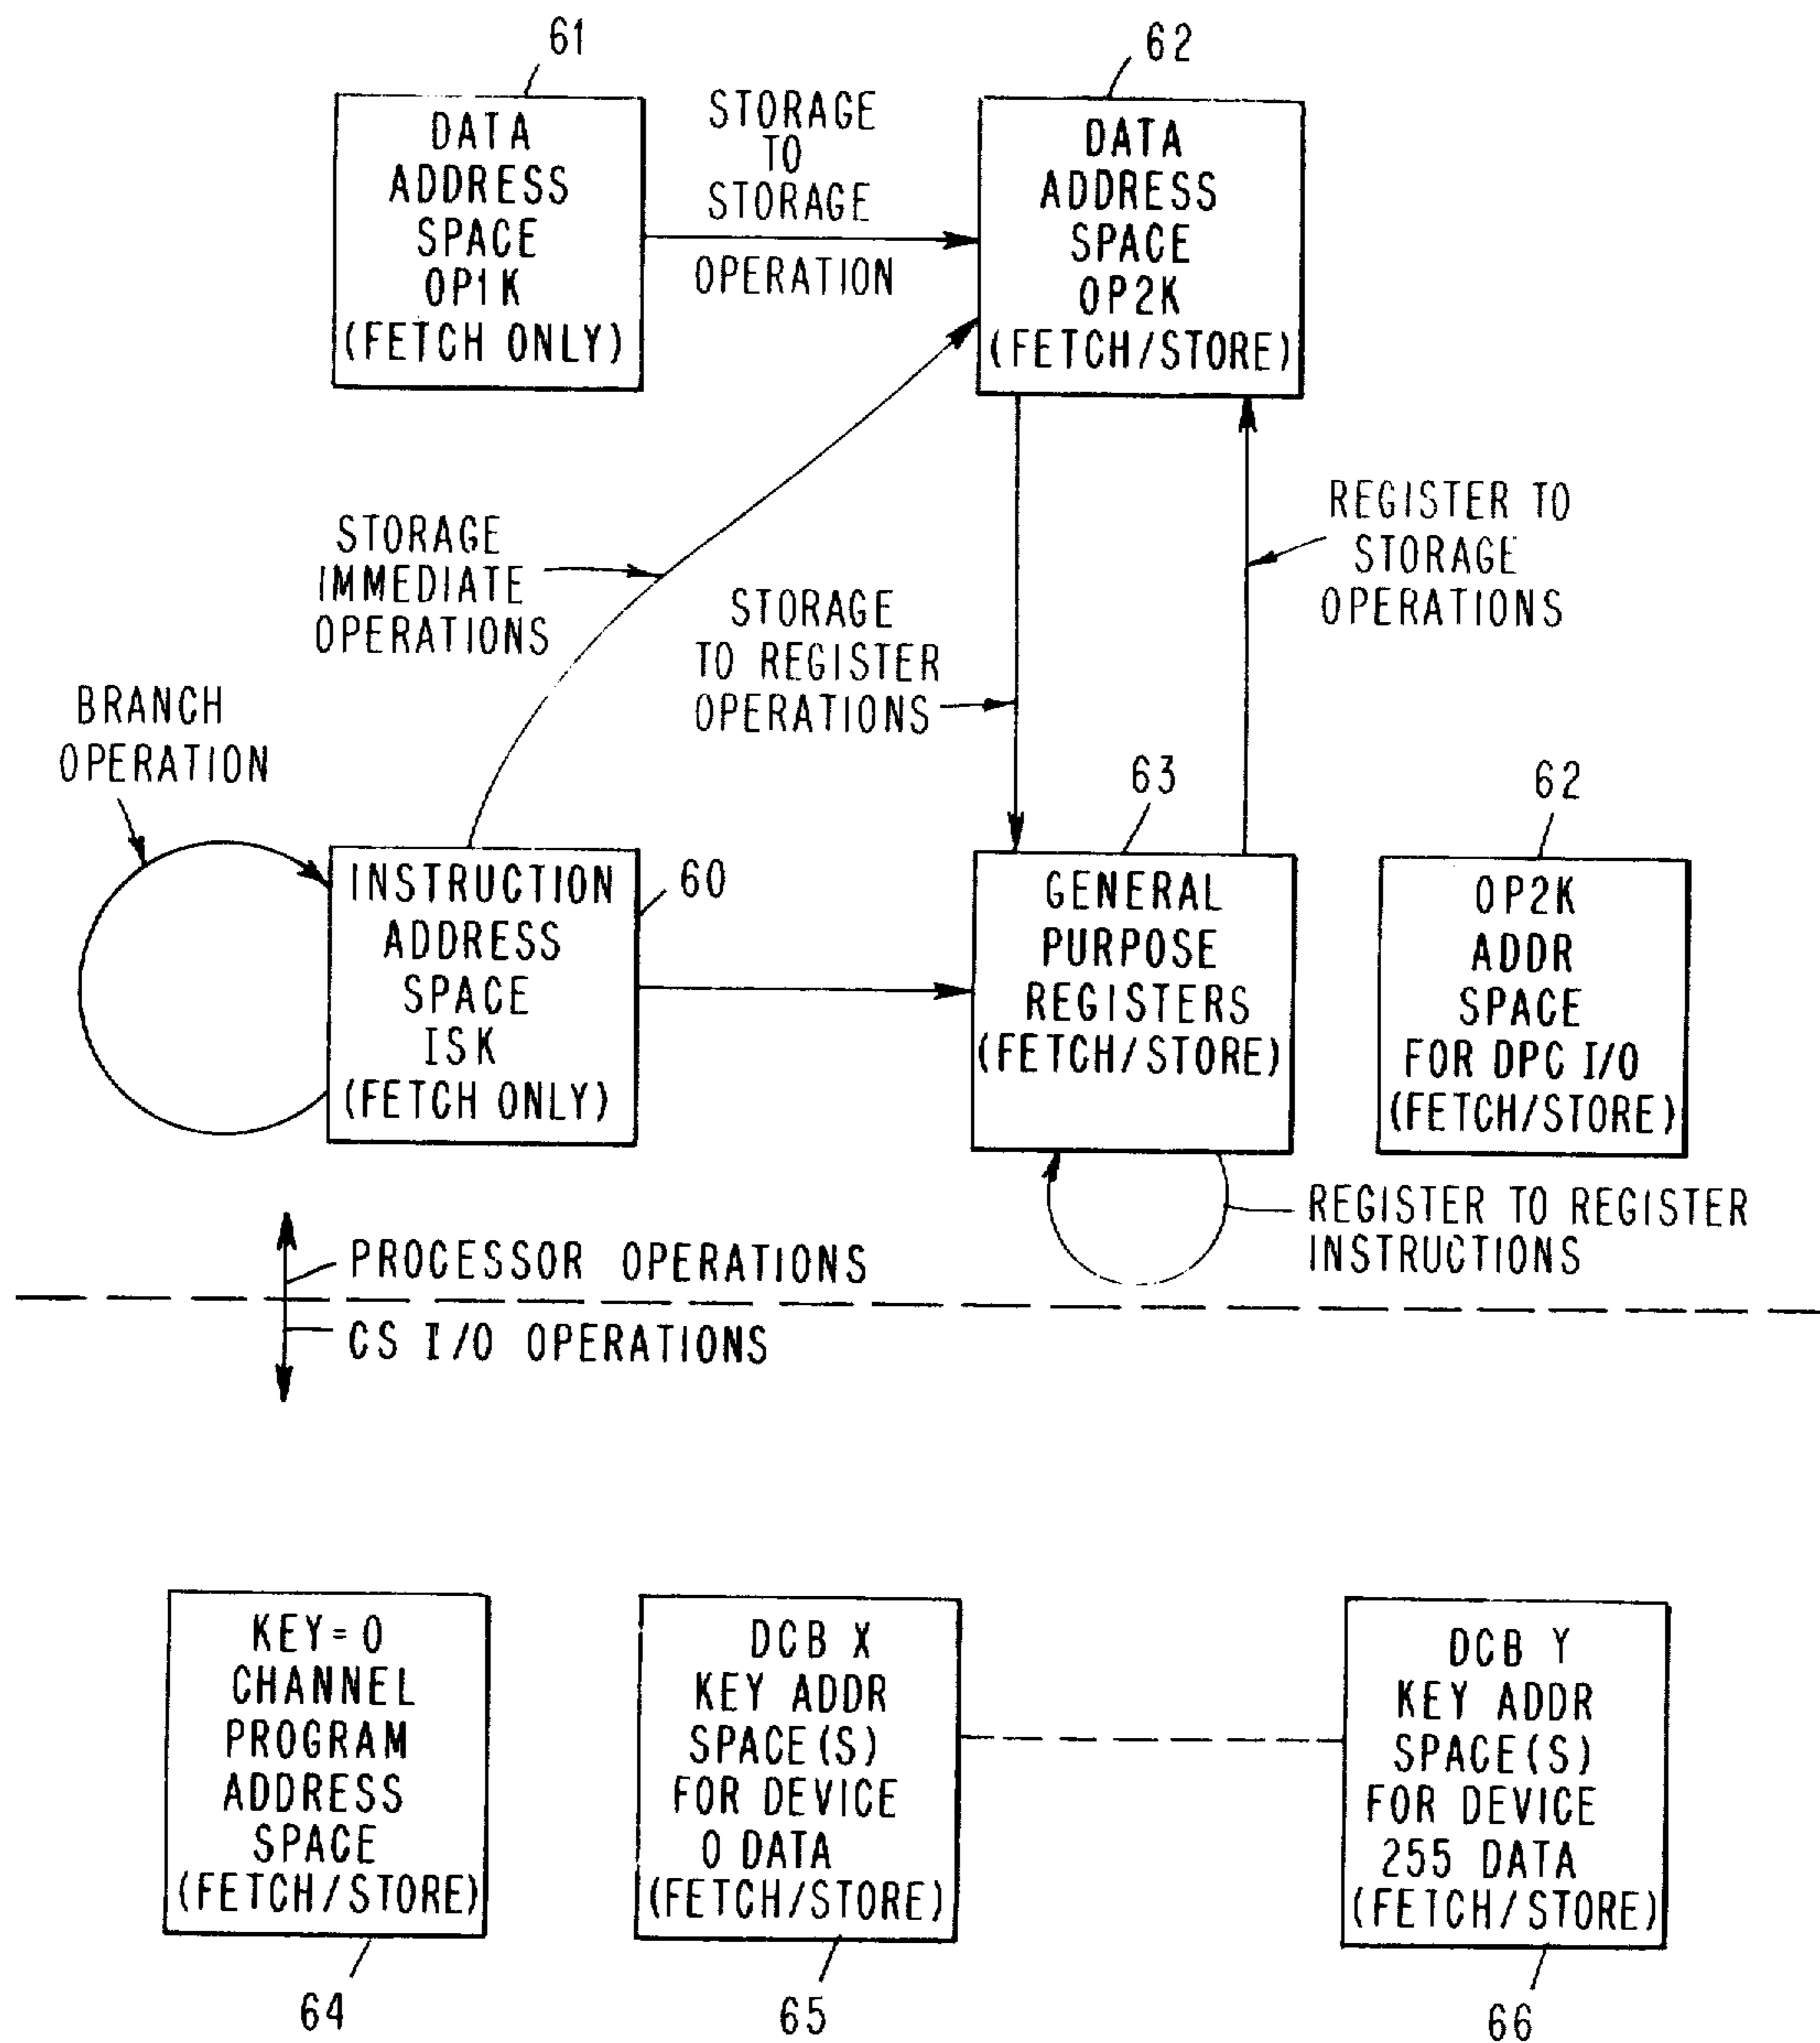 61
62
DATA
ADDRESS
SPACE
OP1K
(FETCH ONLY)
STORAGE
TO
STORAGE
OPERATION
DATA
ADDRESS
SPACE
OP2K
(FETCH/STORE)
STORAGE
IMMEDIATE
OPERATIONS
STORAGE
TO REGISTER
OPERATIONS
REGISTER TO
STORAGE
OPERATIONS
BRANCH
OPERATION
60
63
62
INSTRUCTION
ADDRESS
SPACE
ISK
(FETCH ONLY)
GENERAL
PURPOSE
REGISTERS
(FETCH/STORE)
OP2K
ADDR
SPACE
FOR DPC I/O
(FETCH/STORE)
REGISTER TO REGISTER
INSTRUCTIONS
PROCESSOR OPERATIONS
CS I/O OPERATIONS
KEY=0
CHANNEL
PROGRAM
ADDRESS
SPACE
(FETCH/STORE)
DCB X
KEY ADDR
SPACE(S)
FOR DEVICE
0 DATA
(FETCH/STORE)
DCB Y
KEY ADDR
SPACE(S)
FOR DEVICE
255 DATA
(FETCH/STORE)
64
65
66